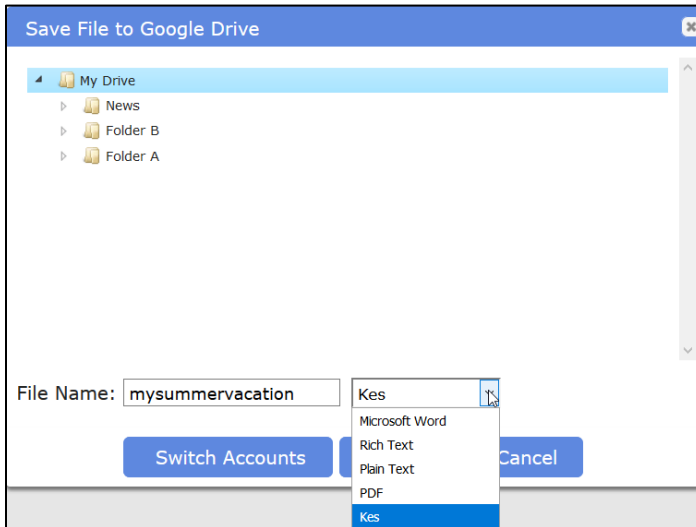 Save File to Google Drive
My Drive
News
Folder B
Folder A
File Name: mysummervacation Kes
Microsoft Word
Rich Text
Plain Text
PDF
Kes
Switch Accounts Cancel